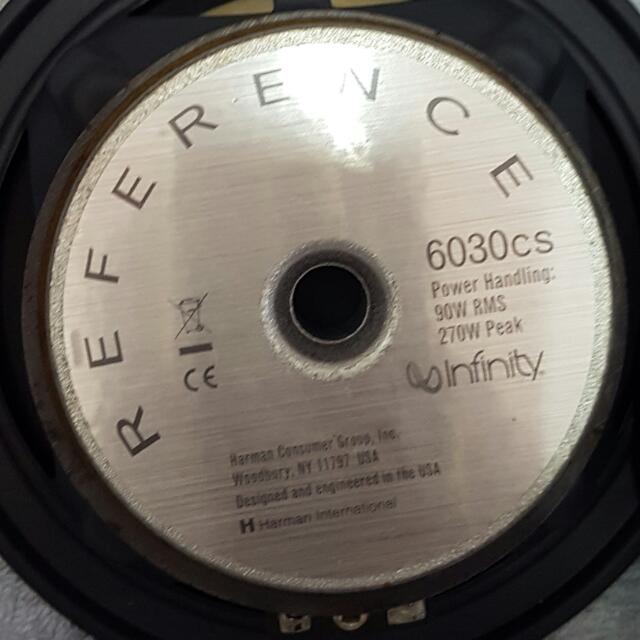 REFERENCE
6030cs
Power Handling:
90W RMS
270W Peak
Infinity
CE
Harman Consumer Group, Inc.
Woodbury, NY 11797 USA
Designed and engineered in the USA
H Harman International